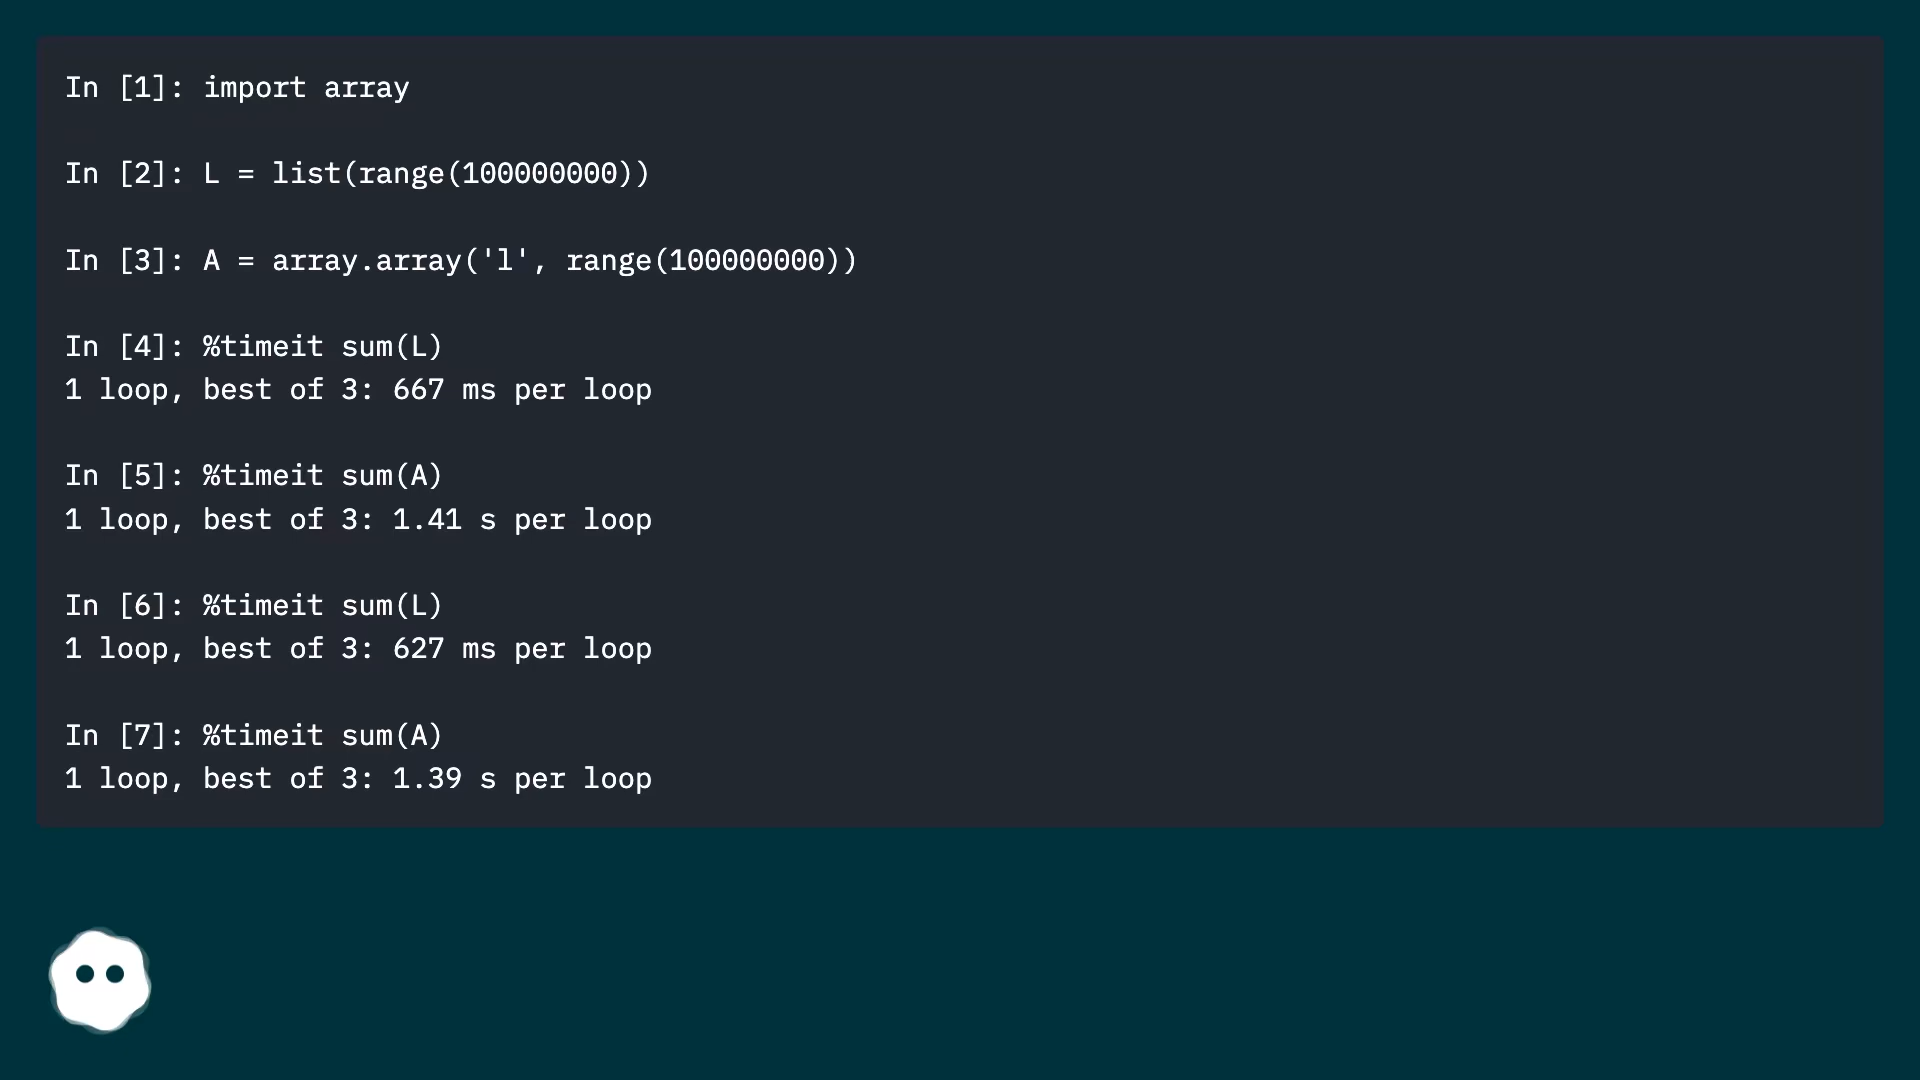 In [1]: import array
In [2]: L = list(range(100000000))
In [3]: A = array.array('l', range(100000000))
In [4]: %timeit sum(L)
1 loop, best of 3: 667 ms per loop
In [5]: %timeit sum(A)
1 loop, best of 3: 1.41 s per loop
In [6]: %timeit sum(L)
1 loop, best of 3: 627 ms per loop
In [7]: %timeit sum(A)
1 loop, best of 3: 1.39 s per loop